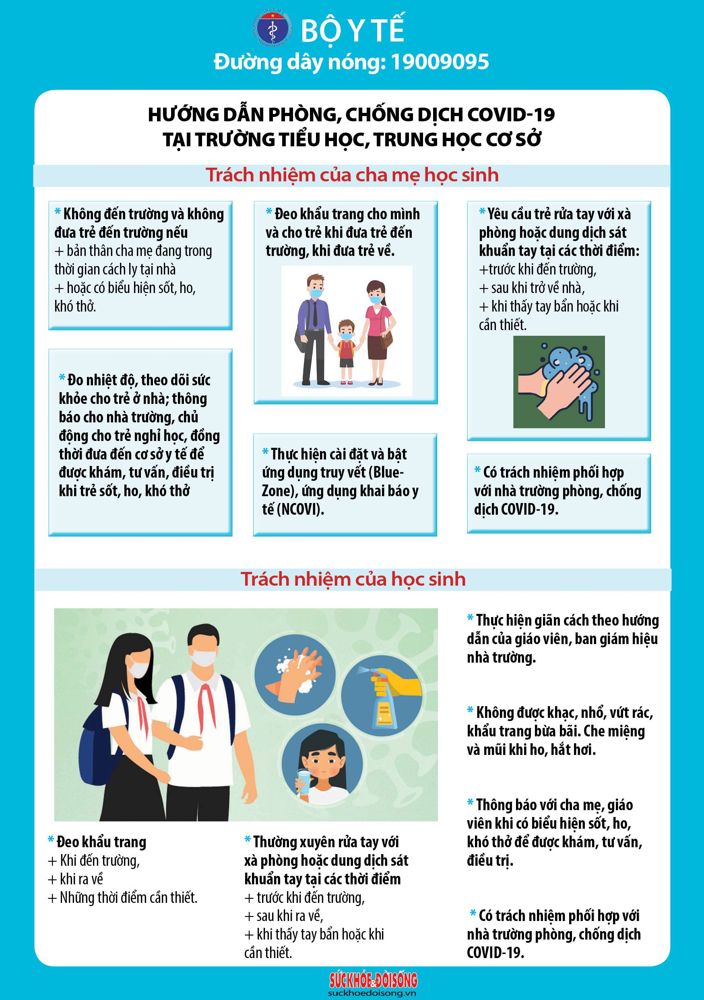 BỘ Y TẾ
MINISTRY OF HEALTH
BỘ Y TẾ
Đường dây nóng: 19009095
HƯỚNG DẪN PHÒNG, CHỐNG DỊCH COVID-19
TẠI TRƯỜNG TIỂU HỌC, TRUNG HỌC CƠ SỞ
Trách nhiệm của cha mẹ học sinh
* Không đến trường và không
đưa trẻ đến trường nếu
+ bản thân cha mẹ đang trong
thời gian cách ly tại nhà
+ hoặc có biểu hiện sốt, ho,
khó thở.
* Đeo khẩu trang cho mình
và cho trẻ khi đưa trẻ đến
trường, khi đưa trẻ về.
* Yêu cầu trẻ rửa tay với xà
phòng hoặc dung dịch sát
khuẩn tay tại các thời điểm:
+trước khi đến trường,
+ sau khi trở về nhà,
+ khi thấy tay bẩn hoặc khi
cần thiết.
* Đo nhiệt độ, theo dõi sức
khỏe cho trẻ ở nhà; thông
báo cho nhà trường, chủ
động cho trẻ nghỉ học, đồng
thời đưa đến cơ sở y tế để
được khám, tư vấn, điều trị
khi trẻ sốt, ho, khó thở
* Thực hiện cài đặt và bật
ứng dụng truy vết (Blue-
Zone), ứng dụng khai báo y
tế (NCOVI).
* Có trách nhiệm phối hợp
với nhà trường phòng, chống
dịch COVID-19.
Trách nhiệm của học sinh
* Đeo khẩu trang
+ Khi đến trường,
+ khi ra về
+ Những thời điểm cần thiết.
* Thường xuyên rửa tay với
xà phòng hoặc dung dịch sát
khuẩn tay tại các thời điểm
+ trước khi đến trường,
+ sau khi ra về,
+ khi thấy tay bẩn hoặc khi
cần thiết.
* Thực hiện giãn cách theo hướng
dẫn của giáo viên, ban giám hiệu
nhà trường.
* Không được khạc, nhổ, vứt rác,
khẩu trang bừa bãi. Che miệng
và mũi khi ho, hắt hơi.
* Thông báo với cha mẹ, giáo
viên khi có biểu hiện sốt, ho,
khó thở để được khám, tư vấn,
điều trị.
* Có trách nhiệm phối hợp với
nhà trường phòng, chống dịch
COVID-19.
SỨC KHỎE & ĐỜI SỐNG
suckhoedoisong.vn